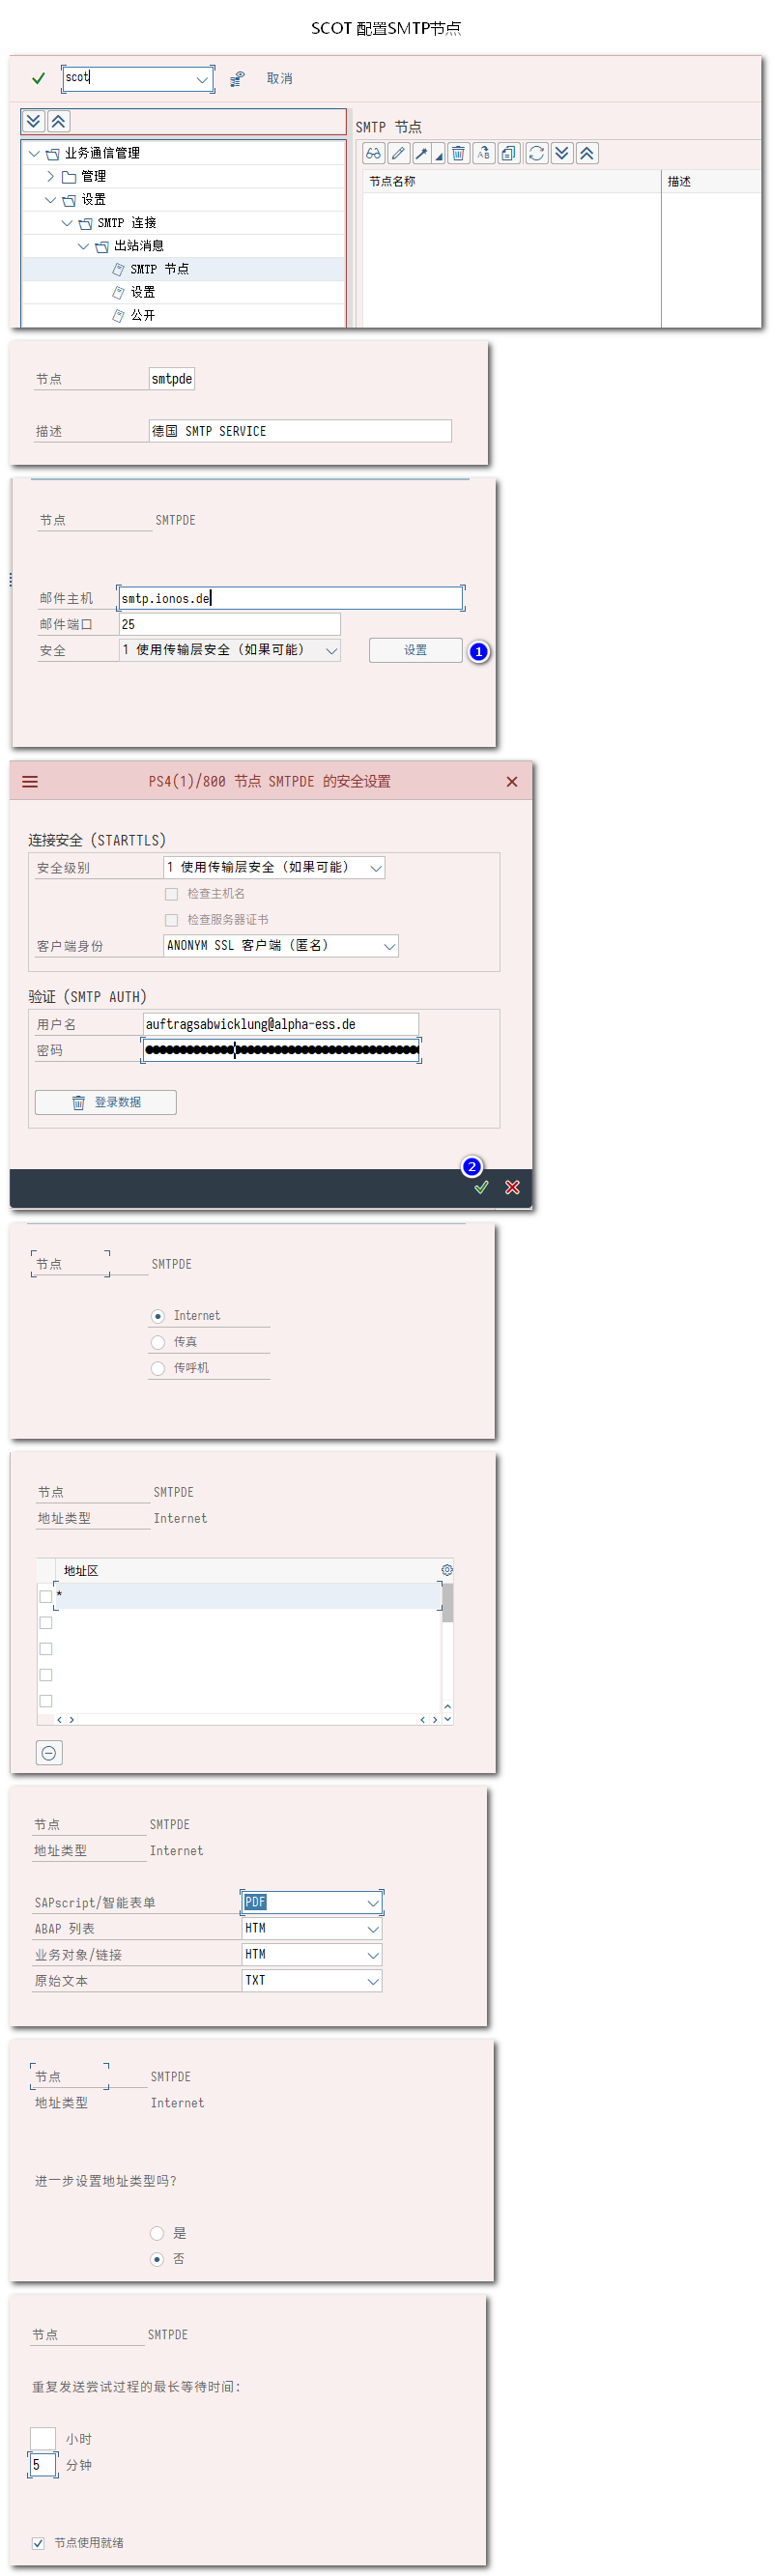 SCOT 配置SMTP节点
scot
取消
SMTP 节点
业务通信管理
管理
设置
SMTP 连接
出站消息
SMTP 节点
设置
公开
节点名称 描述
节点 smtpde
描述 德国 SMTP SERVICE
节点 SMTPDE
邮件主机 smtp.ionos.de
邮件端口 25
安全 1 使用传输层安全（如果可能） 设置 1
PS4(1)/800 节点 SMTPDE 的安全设置
连接安全 (STARTTLS)
安全级别 1 使用传输层安全（如果可能）
检查主机名
检查服务器证书
客户端身份 ANONYM SSL 客户端（匿名）
验证 (SMTP AUTH)
用户名 auftragsabwicklung@alpha-ess.de
密码
登录数据
2
节点 SMTPDE
Internet
传真
传呼机
节点 SMTPDE
地址类型 Internet
地址区
*
节点 SMTPDE
地址类型 Internet
SAPscript/智能表单 PDF
ABAP 列表 HTM
业务对象/链接 HTM
原始文本 TXT
节点 SMTPDE
地址类型 Internet
进一步设置地址类型吗?
是
否
节点 SMTPDE
重复发送尝试过程的最长等待时间:
小时
5 分钟
节点使用就绪